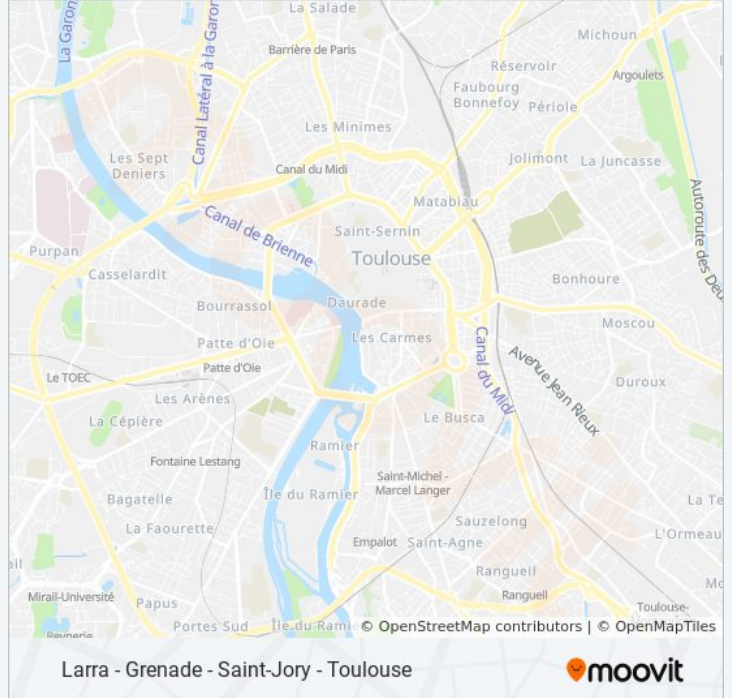 La Salade
La Garon
Canal Latéral à la Garon
Michoun
Barrière de Paris
Réservoir
Argoulets
Faubourg
Bonnefoy
Périole
Les Minimes
Les Sept
Deniers
Canal du Midi
Jolimont
La Juncasse
Matabiau
Autoroute des Deu
Canal de Brienne
Saint-Sernin
Purpan
Toulouse
Casselardit
Bonhoure
Bourrassol
Daurade
Moscou
Patte d'Oie
Les Carmes
Canal du Midi
Avenue Jean Rieux
Patte d'Oie
Le TOEC
Duroux
Les Arènes
La Cépière
Le Busca
Ramier
Fontaine Lestang
Saint-Michel -
Marcel Langer
Île du Ramier
Bagatelle
La Te
La Faourette
Sauzelong
L'Ormeau
Empalot
Saint-Agne
Rangueil
Mirail-Université
Papus
Rangueil
Toulouse-
Portes Sud
Île du Ramie
© OpenStreetMap contributors | © OpenMapTiles
Larra - Grenade - Saint-Jory - Toulouse
moovit